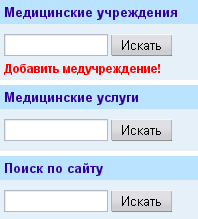 Медицинские учреждения
Искать
Добавить медучреждение!
Медицинские услуги
Искать
Поиск по сайту
Искать